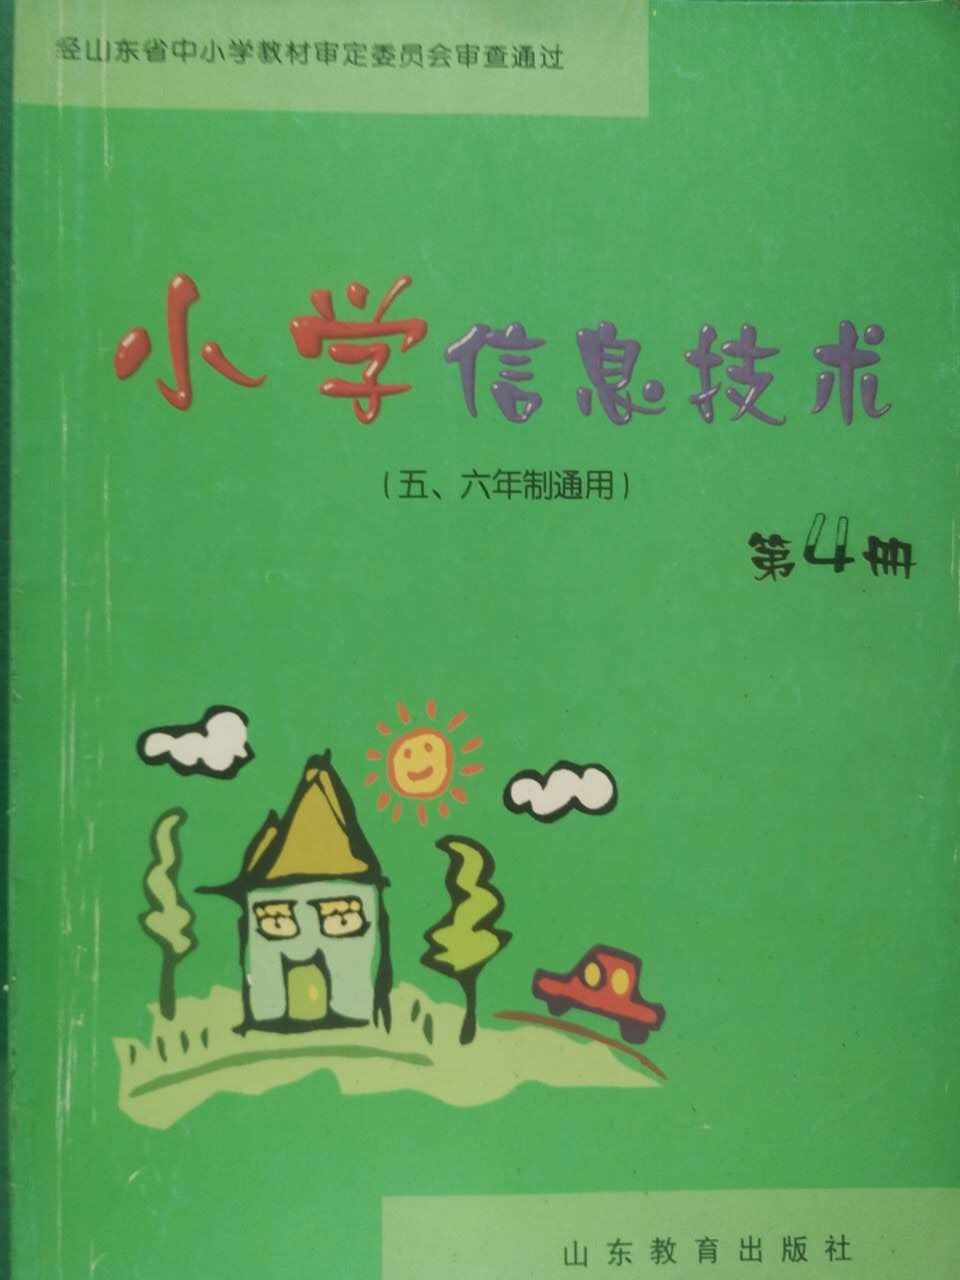 经山东省中小学教材审定委员会审查通过
小学信息技术
（五、六年制通用）
第4册
山东教育出版社